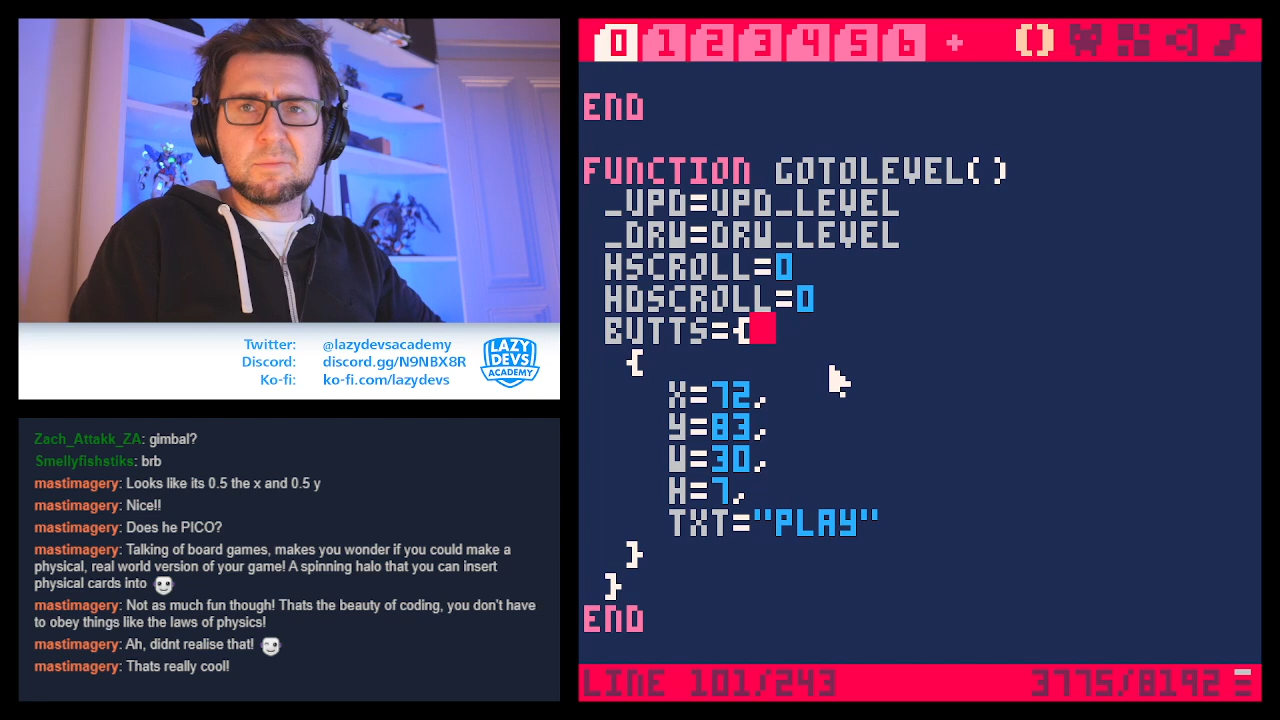 Twitter: @lazydevsacademy
Discord: discord.gg/N9NBX8R
Ko-fi: ko-fi.com/lazydevs
LAZY
DEVS
ACADEMY
Zach_Attakk_ZA: gimbal?
Smellyfishstiks: brb
mastimagery: Looks like its 0.5 the x and 0.5 y
mastimagery: Nice!!
mastimagery: Does he PICO?
mastimagery: Talking of board games, makes you wonder if you could make a
physical, real world version of your game! A spinning halo that you can insert
physical cards into
mastimagery: Not as much fun though! Thats the beauty of coding, you don't have
to obey things like the laws of physics!
mastimagery: Ah, didnt realise that!
mastimagery: Thats really cool!
0 1 2 3 4 5 6 + ()
END
FUNCTION GOTOLEVEL()
_UPD=UPD_LEVEL
_DRW=DRW_LEVEL
HSCROLL=0
HDSCROLL=0
BUTTS={
{
X=72,
Y=83,
W=30,
H=7,
TXT="PLAY"
}
}
END
LINE 101/243 3775/8192